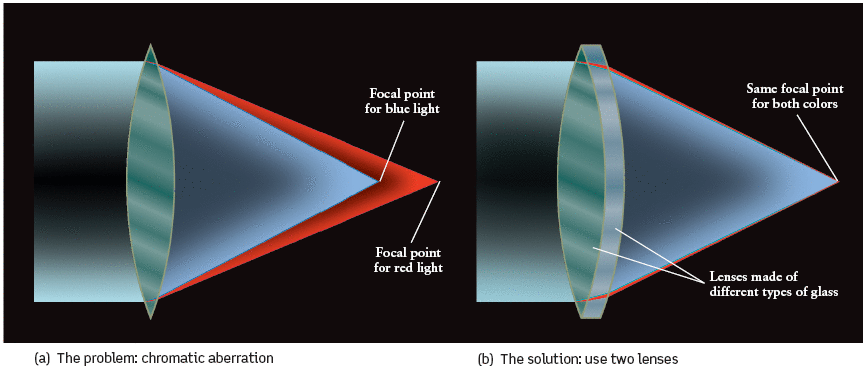 Focal point
for blue light
Focal point
for red light
(a) The problem: chromatic aberration
Same focal point
for both colors
Lenses made of
different types of glass
(b) The solution: use two lenses